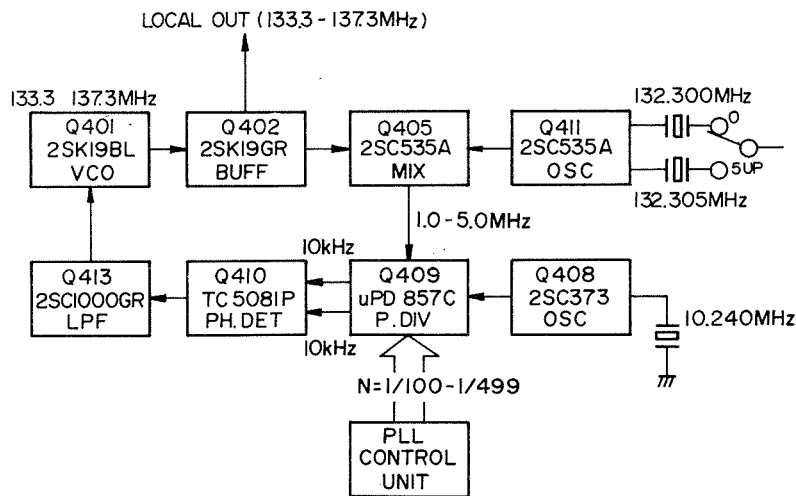 LOCAL OUT (133.3-137.3MHz)
133.3 137.3MHz
Q401
2SK19BL
VCO
Q402
2SK19GR
BUFF
Q405
2SC535A
MIX
Q411
2SC535A
OSC
132.300MHz
0
5UP
132.305MHz
1.0-5.0MHz
Q413
2SC1000GR
LPF
Q410
TC5081P
PH.DET
10kHz
10kHz
Q409
uPD 857C
P.DIV
Q408
2SC373
OSC
10.240MHz
N=1/100-1/499
PLL
CONTROL
UNIT